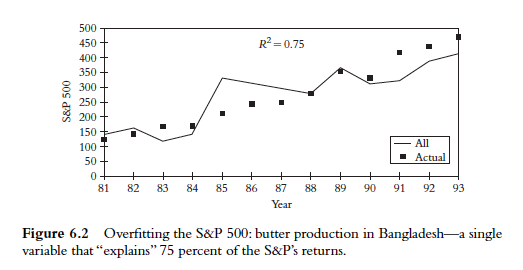 500
450
400
350
300
250
200
150
100
50
0
S&P 500
R² = 0.75
All
Actual
81 82 83 84 85 86 87 88 89 90 91 92 93
Year
Figure 6.2 Overfitting the S&P 500: butter production in Bangladesh—a single
variable that “explains” 75 percent of the S&P’s returns.